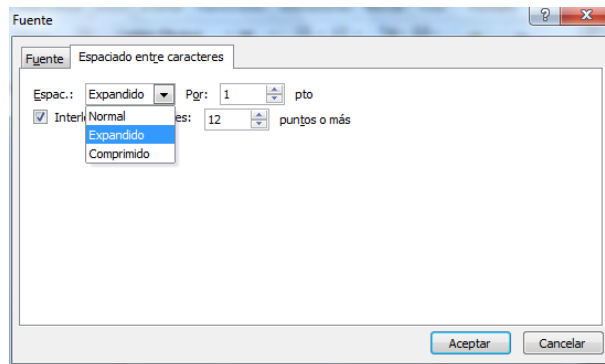 Fuente
Fuente Espaciado entre caracteres
Espac.: Expandido Por: 1 pto
Normal
es: 12 puntos o más
Expandido
Comprimido
Aceptar Cancelar